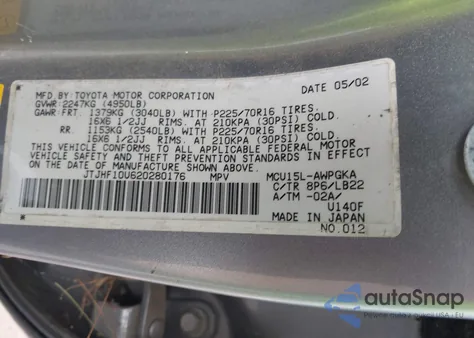 MFD.BY:TOYOTA MOTOR CORPORATION DATE 05/02
GVWR:2247KG (4950LB)
GAWR:FRT. 1379KG (3040LB) WITH P225/70R16 TIRES.
16X6 1/2JJ RIMS. AT 210KPA (30PSI) COLD.
RR. 1153KG (2540LB) WITH P225/70R16 TIRES.
16X6 1/2JJ RIMS. AT 210KPA (30PSI) COLD.
THIS VEHICLE CONFORMS TO ALL APPLICABLE FEDERAL MOTOR
VEHICLE SAFETY AND THEFT PREVENTION STANDARDS IN EFFECT ON
THE DATE OF MANUFACTURE SHOWN ABOVE.
JTJHF10U620280176 MPV MCU15L-AWPGKA
C/TR 8P6/LB22
A/TM -02A/
U140F
MADE IN JAPAN
NO.012
autoSnap